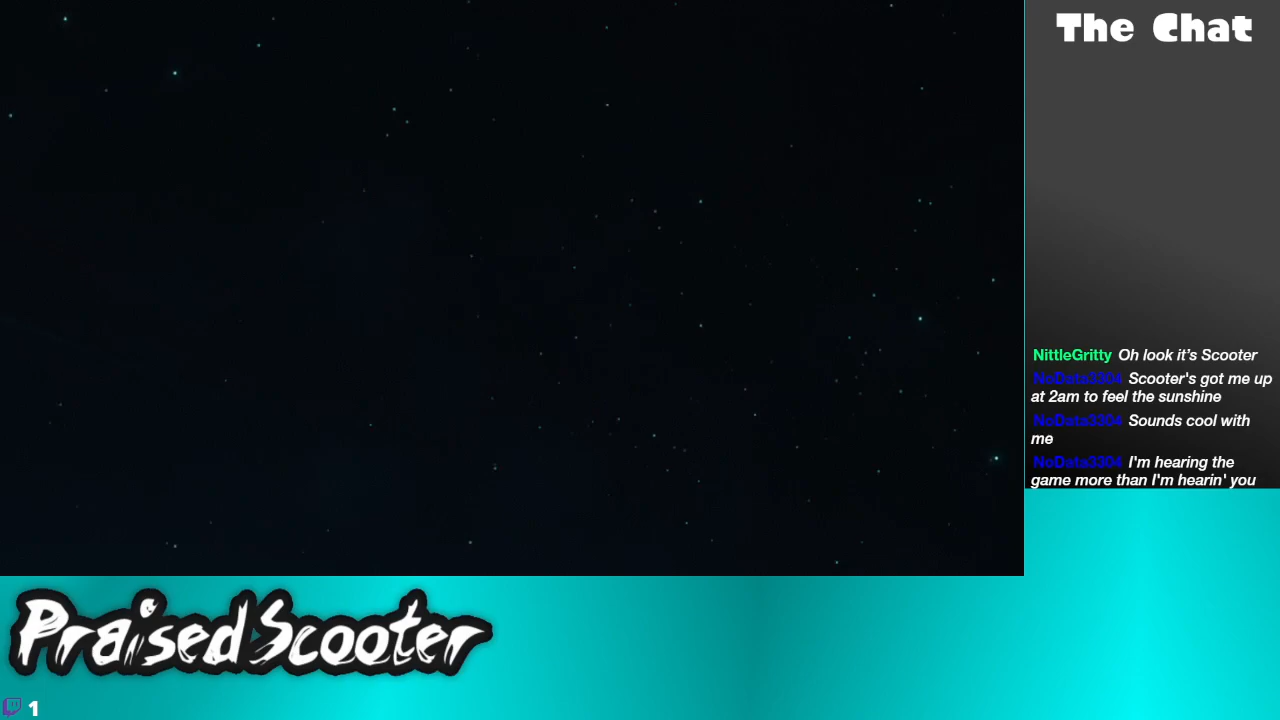 The Chat
NittleGritty Oh look it's Scooter
NoData3304 Scooter's got me up
at 2am to feel the sunshine
NoData3304 Sounds cool with
me
NoData3304 I'm hearing the
game more than I'm hearin' you
PraisedScooter
1